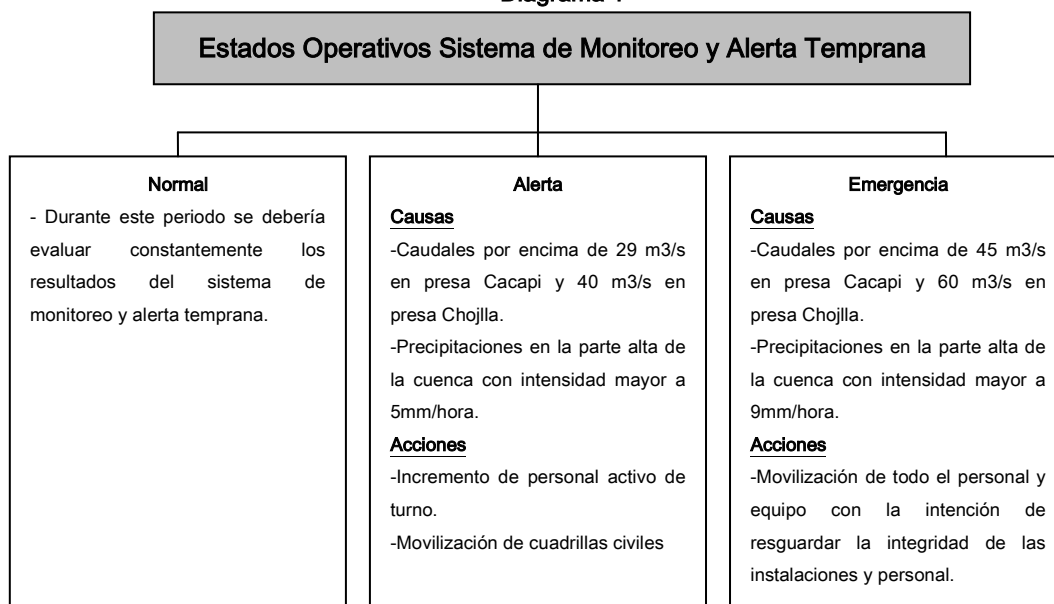 Diagrama 1
Estados Operativos Sistema de Monitoreo y Alerta Temprana
Normal
- Durante este periodo se debería
evaluar constantemente los
resultados del sistema de
monitoreo y alerta temprana.
Alerta
Causas
-Caudales por encima de 29 m3/s
en presa Cacapi y 40 m3/s en
presa Chojlla.
-Precipitaciones en la parte alta de
la cuenca con intensidad mayor a
5mm/hora.
Acciones
-Incremento de personal activo de
turno.
-Movilización de cuadrillas civiles
Emergencia
Causas
-Caudales por encima de 45 m3/s
en presa Cacapi y 60 m3/s en
presa Chojlla.
-Precipitaciones en la parte alta de
la cuenca con intensidad mayor a
9mm/hora.
Acciones
-Movilización de todo el personal y
equipo con la intención de
resguardar la integridad de las
instalaciones y personal.